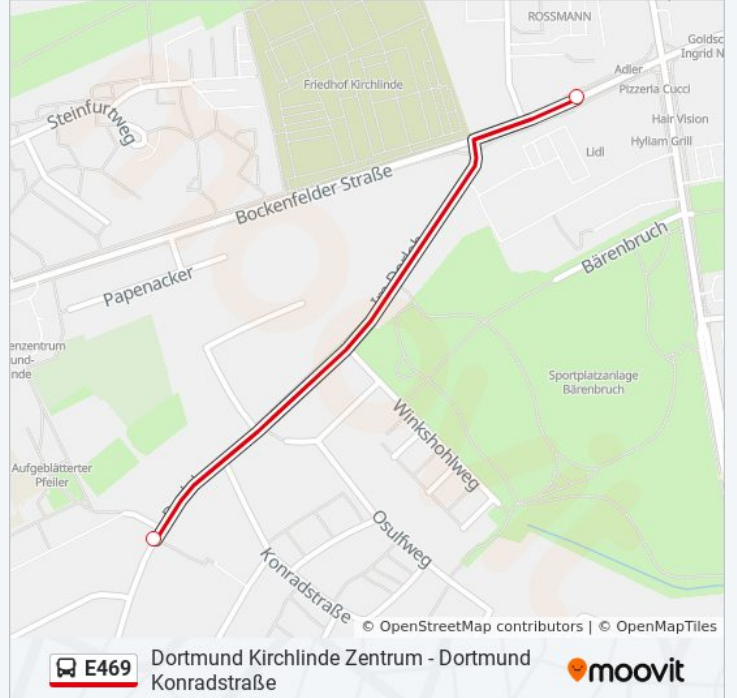 ROSSMANN
Goldsc
Ingrid N
Adler
Friedhof Kirchlinde
Pizzeria Cucci
Steinfurtweg
Hair Vision
Hyllam Grill
Lidl
Bockenfelder Straße
Bärenbruch
Papenacker
enzentrum
und-
nde
Sportplatzanlage
Bärenbruch
Winkshohlweg
Aufgeblätterter
Pfeiler
Osulfweg
Konradstraße
© OpenStreetMap contributors | © OpenMapTiles
E469
Dortmund Kirchlinde Zentrum - Dortmund
Konradstraße
moovit